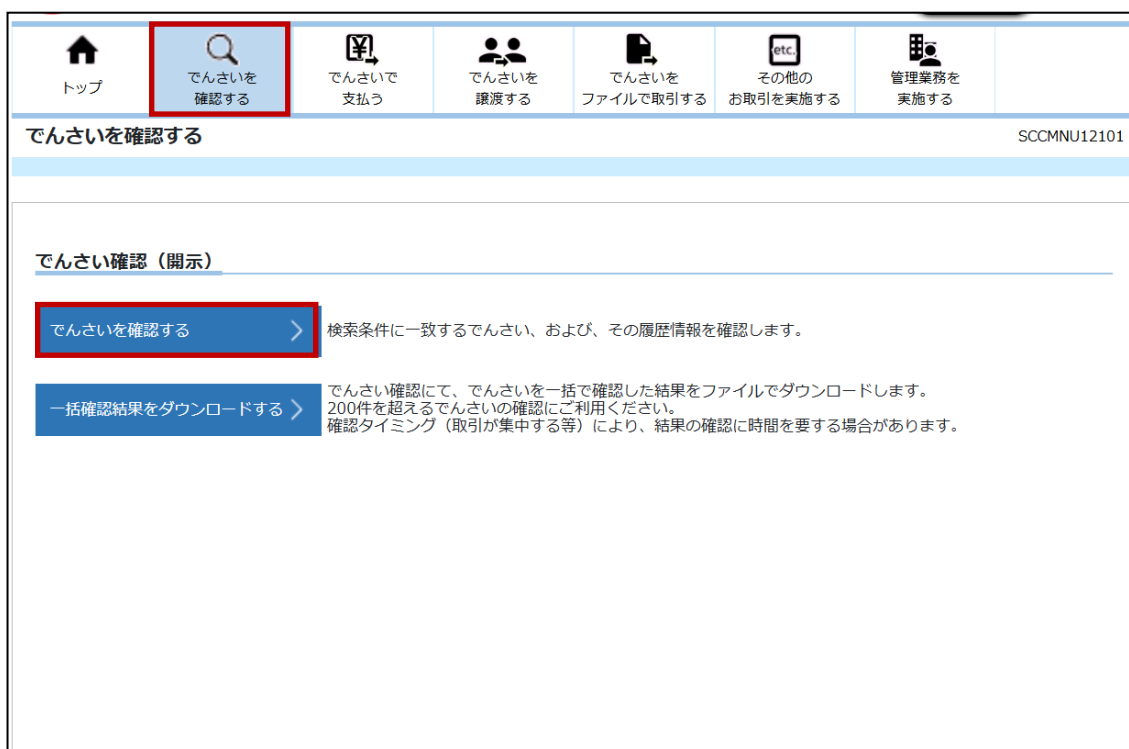 トップ
でんさいを
確認する
でんさいで
支払う
でんさいを
譲渡する
でんさいを
ファイルで取引する
etc.
その他の
お取引を実施する
管理業務を
実施する
でんさいを確認する
SCCMNU12101
でんさい確認（開示）
でんさいを確認する
検索条件に一致するでんさい、および、その履歴情報を確認します。
一括確認結果をダウンロードする
でんさい確認にて、でんさいを一括で確認した結果をファイルでダウンロードします。
200件を超えるでんさいの確認にご利用ください。
確認タイミング（取引が集中する等）により、結果の確認に時間を要する場合があります。